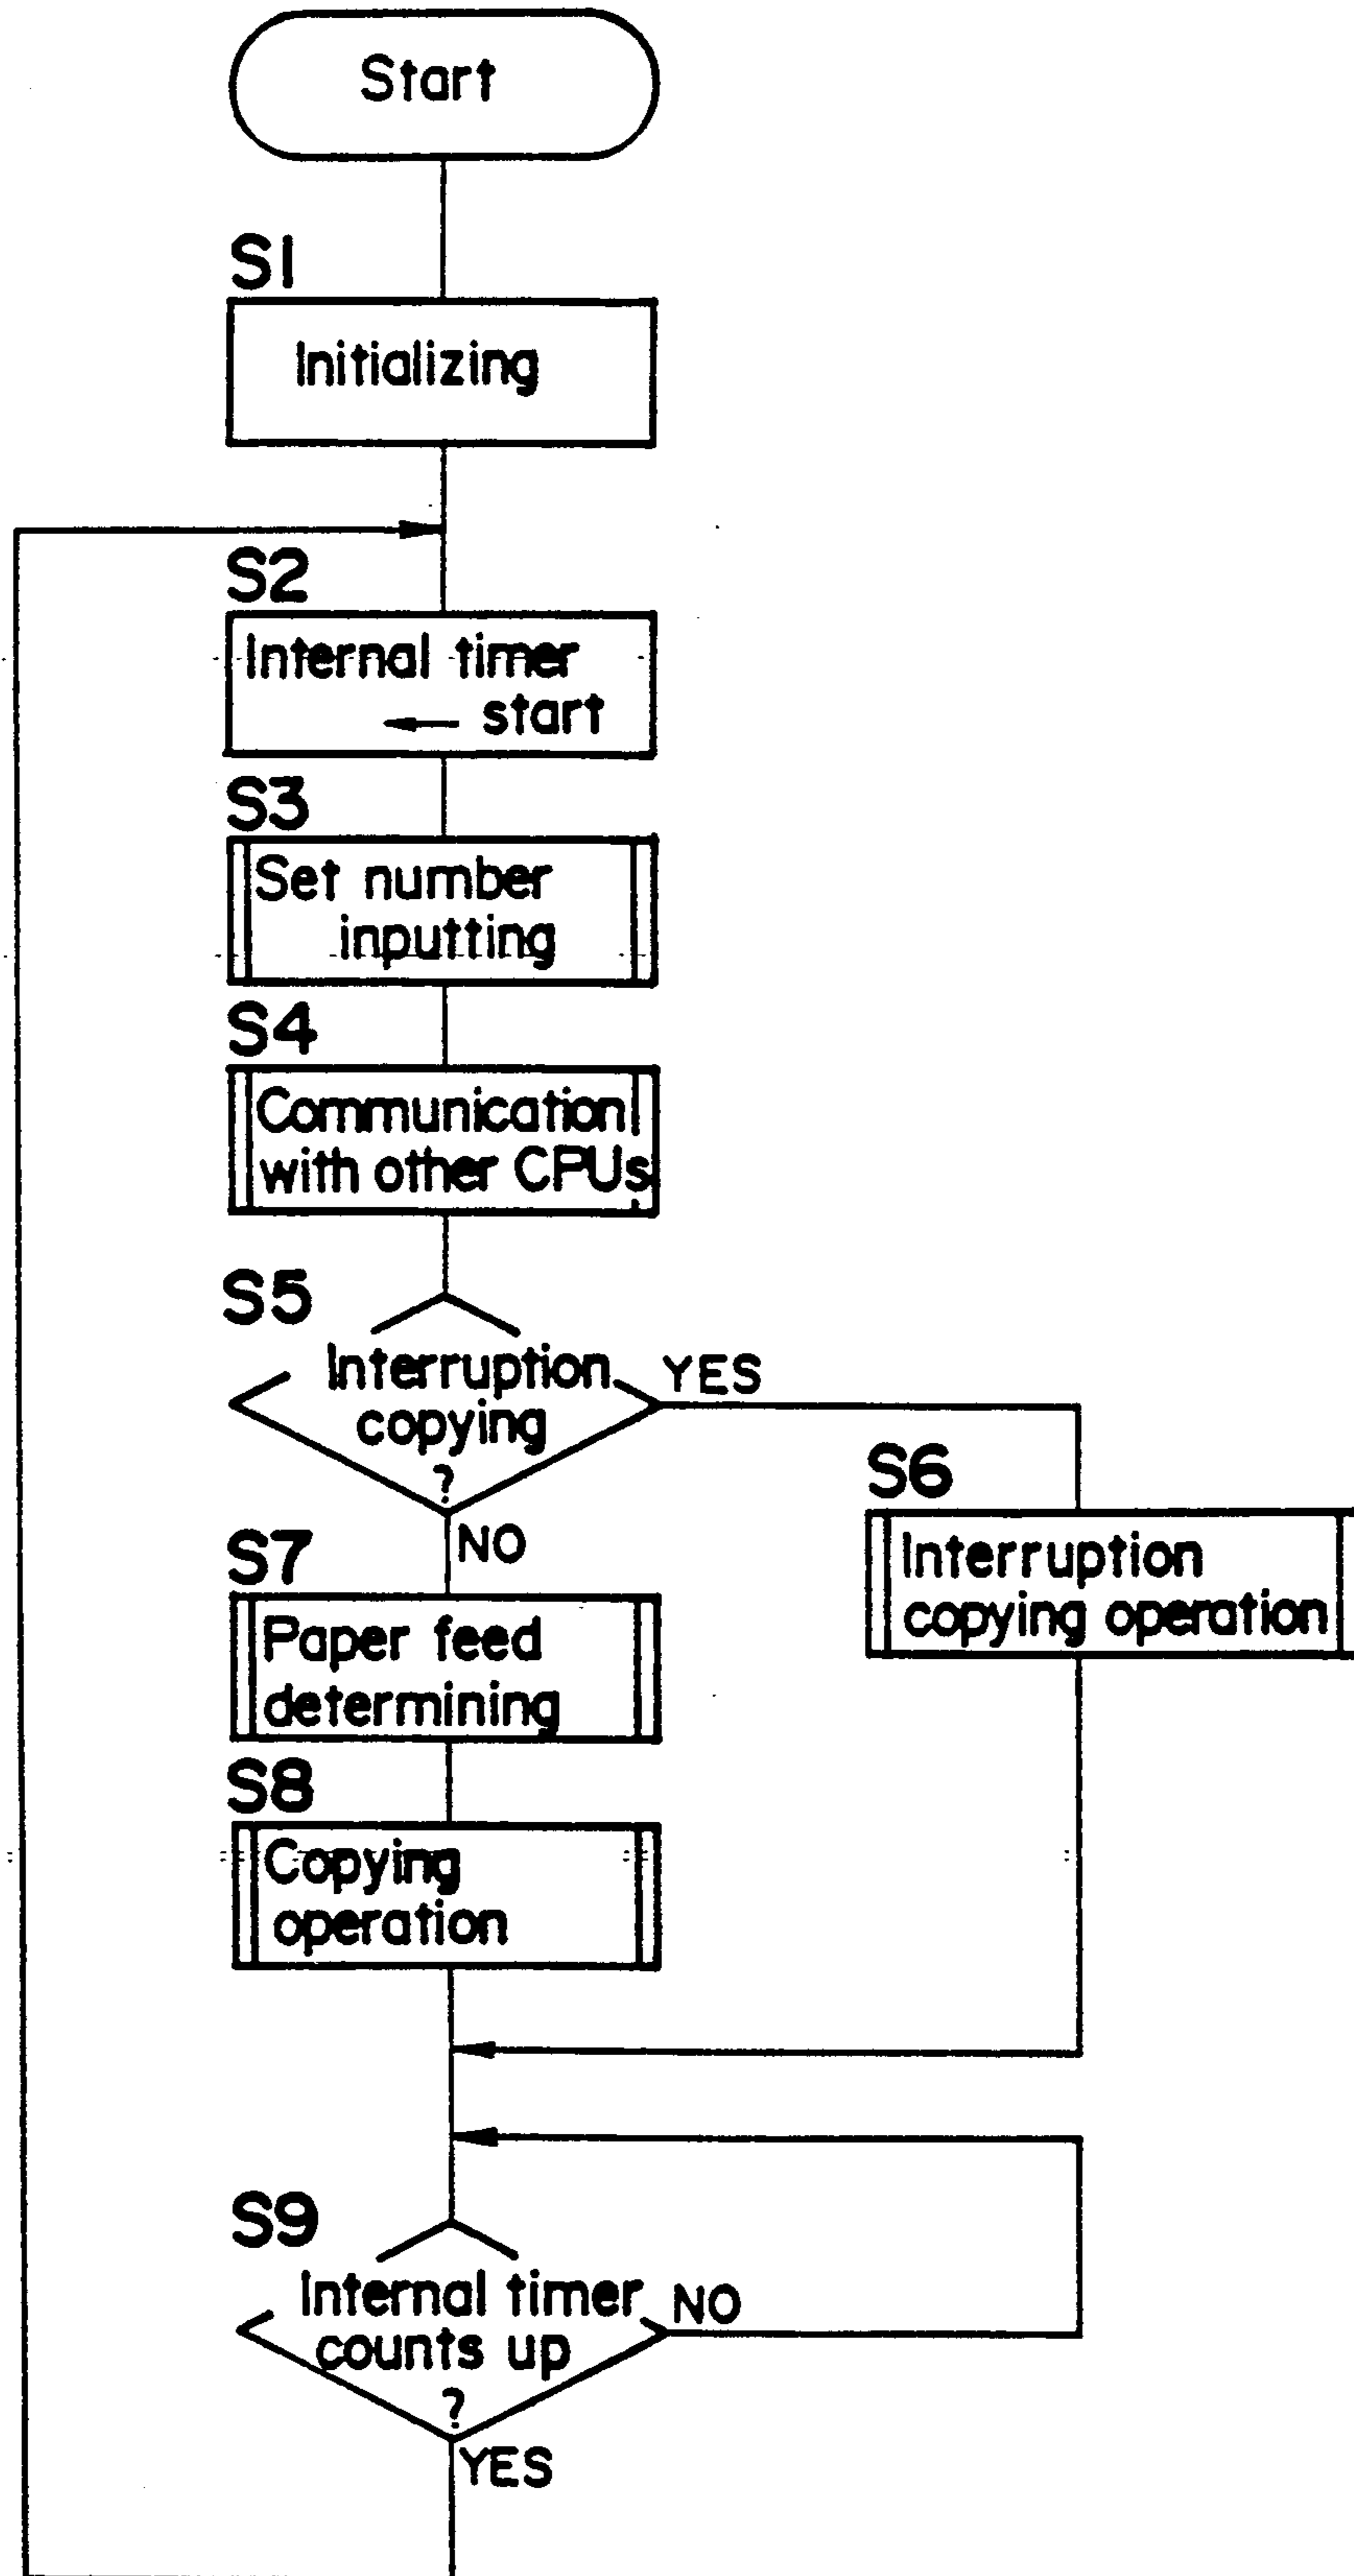 Start
S1
Initializing
S2
Internal timer
← start
S3
Set number
inputting
S4
Communication
with other CPUs
S5
Interruption
copying
?
YES
NO
S6
Interruption
copying operation
S7
Paper feed
determining
S8
Copying
operation
S9
Internal timer
counts up
?
NO
YES